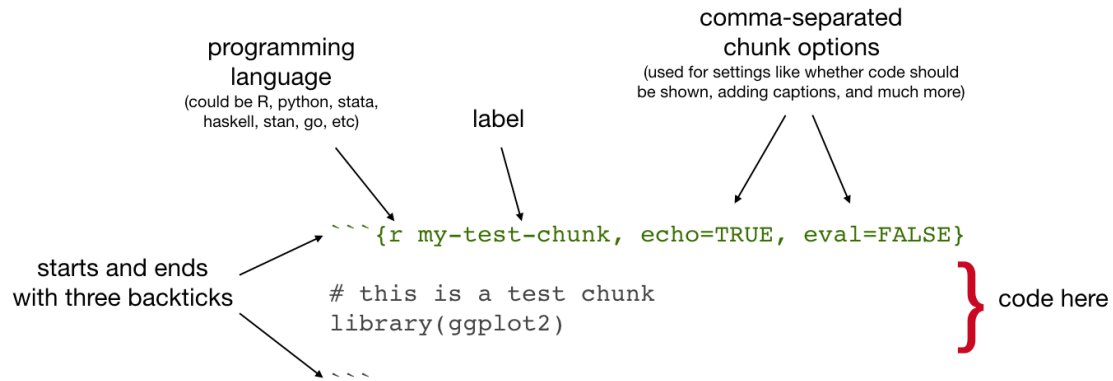 programming
language
(could be R, python, stata,
haskell, stan, go, etc)
label
comma-separated
chunk options
(used for settings like whether code should
be shown, adding captions, and much more)
```{r my-test-chunk, echo=TRUE, eval=FALSE}
starts and ends
with three backticks
# this is a test chunk
library(ggplot2)
} code here
```